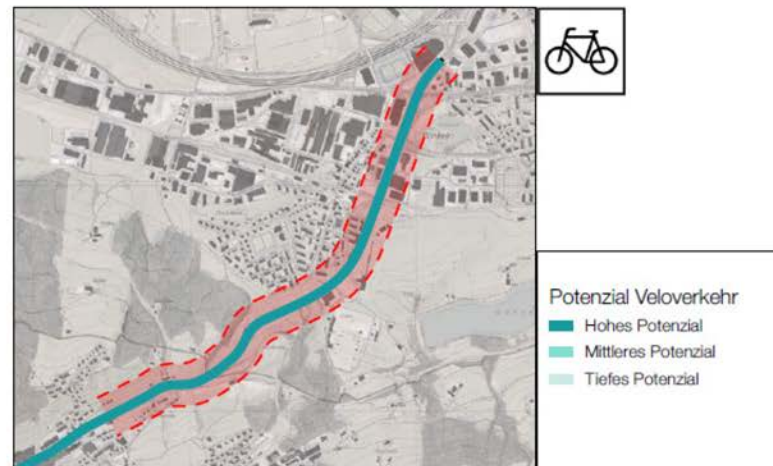 Potenzial Veloverkehr
Hohes Potenzial
Mittleres Potenzial
Tiefes Potenzial